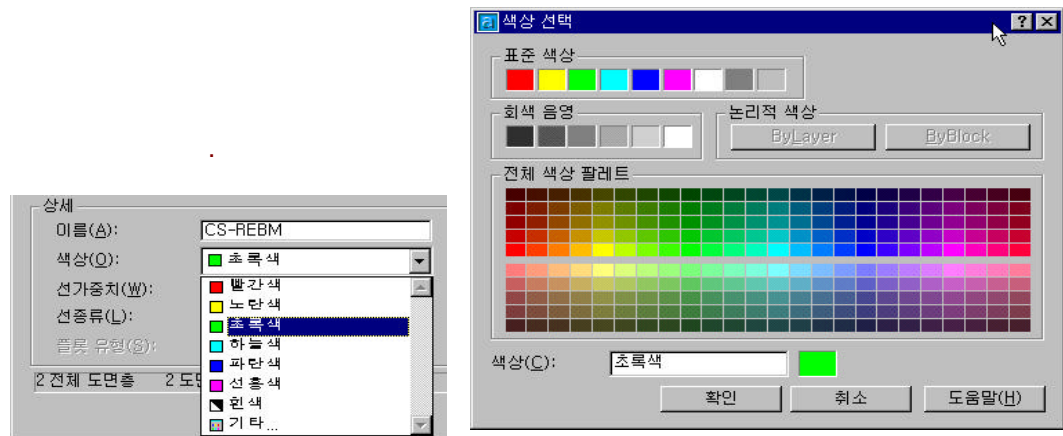 상세
이름(A):
CS-REBM
색상(O):
초록색
선가중치(W):
선종류(L):
플롯 유형(S):
빨간색
노란색
초록색
하늘색
파란색
선홍색
흰색
기타...
2 전체 도면층 2 도면
색상 선택
표준 색상
회색 음영
논리적 색상
ByLayer
ByBlock
전체 색상 팔레트
색상(C):
초록색
확인
취소
도움말(H)